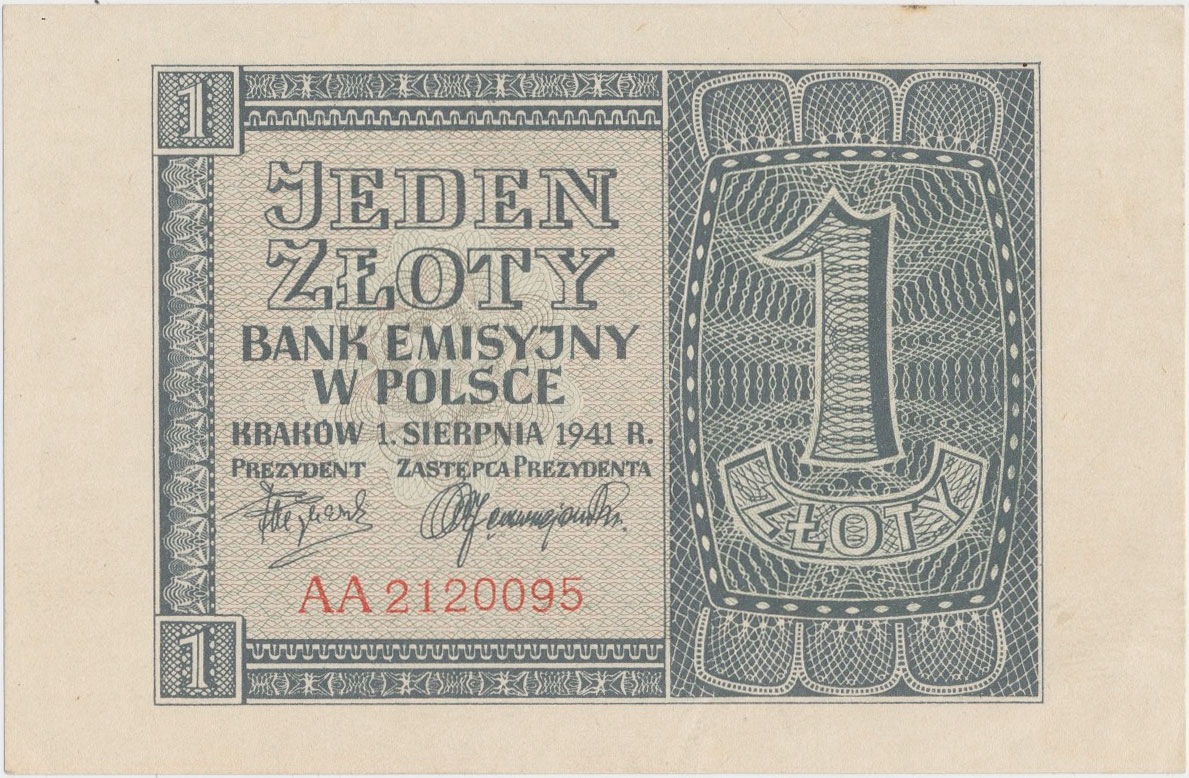 1
JEDEN
ZŁOTY
BANK EMISYJNY
W POLSCE
KRAKÓW 1. SIERPNIA 1941 R.
PREZYDENT ZASTĘPCA PREZYDENTA
AA 2120095
1
1
ZŁOTY